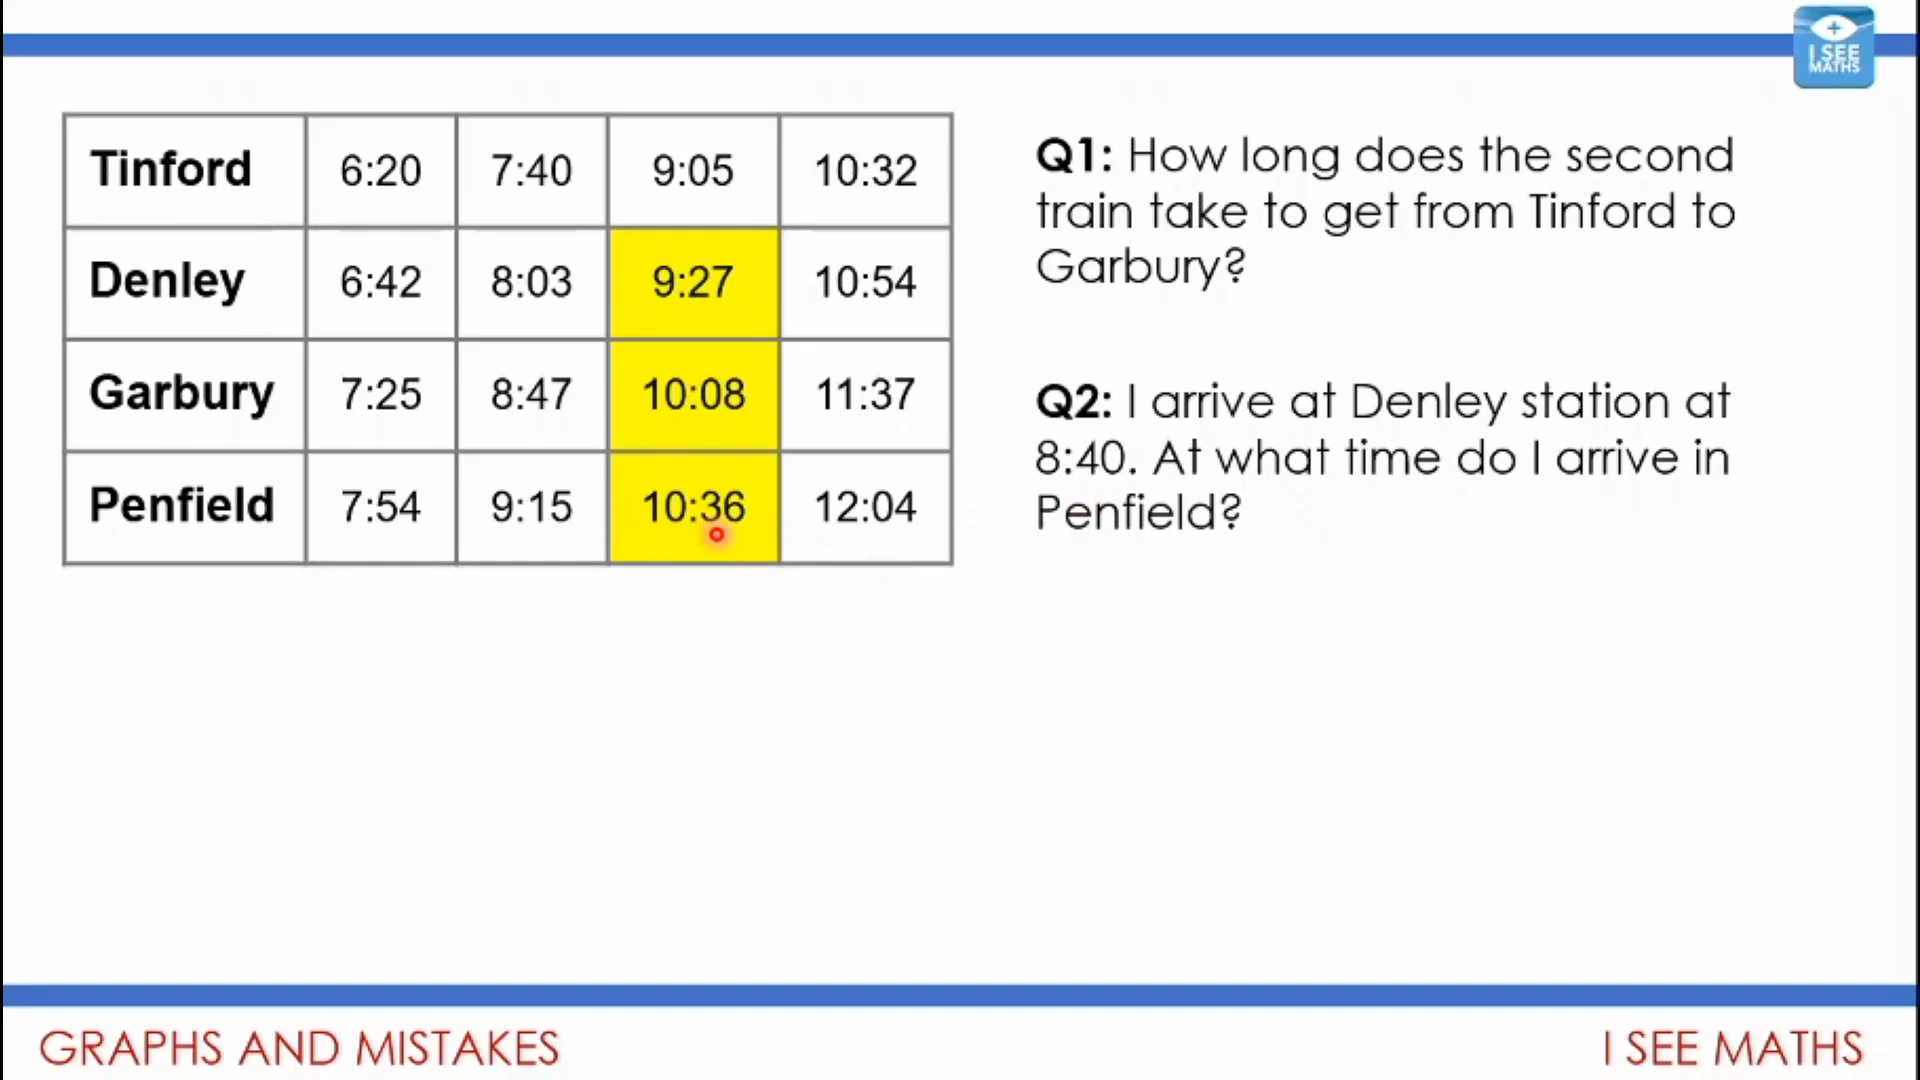 I SEE
MATHS
Tinford 6:20 7:40 9:05 10:32
Denley 6:42 8:03 9:27 10:54
Garbury 7:25 8:47 10:08 11:37
Penfield 7:54 9:15 10:36 12:04
Q1: How long does the second
train take to get from Tinford to
Garbury?
Q2: I arrive at Denley station at
8:40. At what time do I arrive in
Penfield?
GRAPHS AND MISTAKES
I SEE MATHS